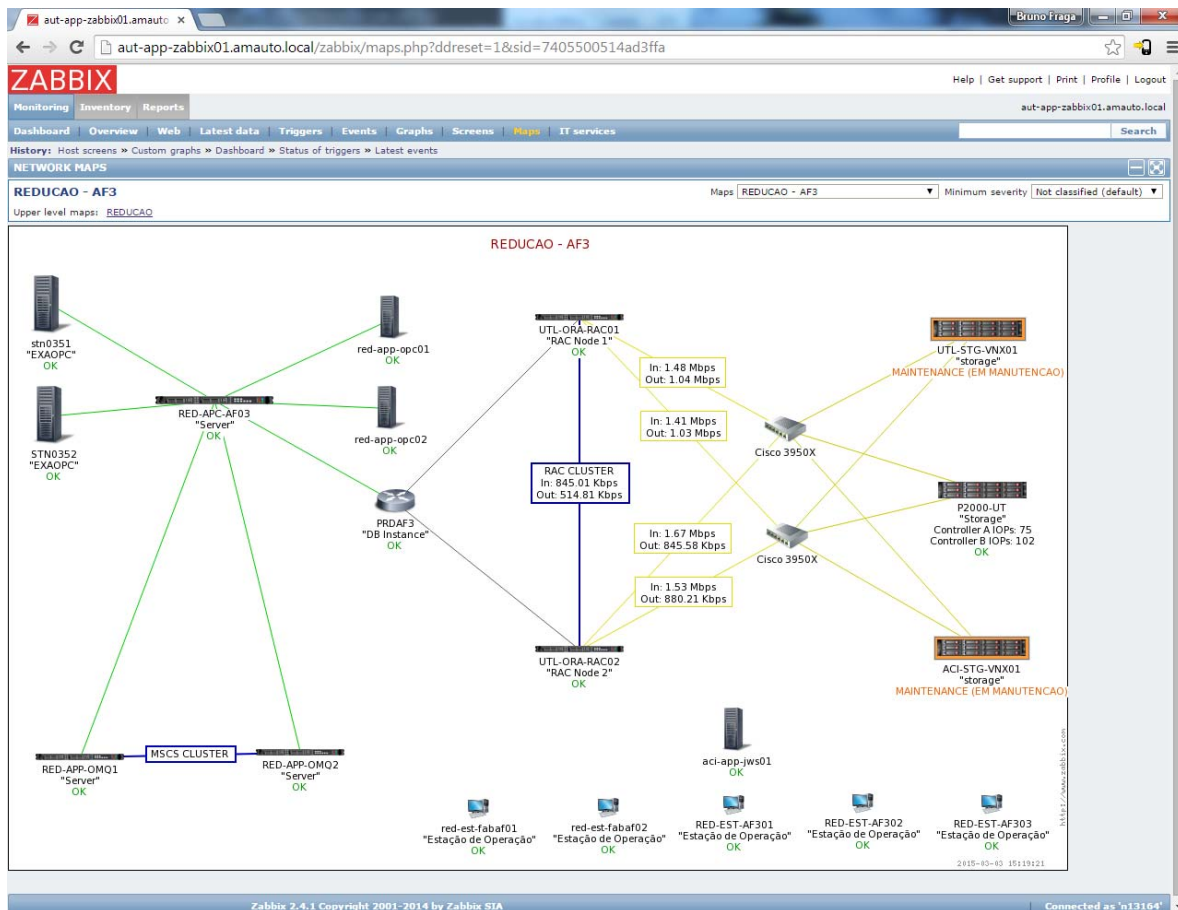 aut-app-zabbix01.amauto
Bruno Fraga
aut-app-zabbix01.amauto.local/zabbix/maps.php?ddreset=1&sid=7405500514ad3ffa
ZABBIX
Help | Get support | Print | Profile | Logout
Monitoring Inventory Reports
aut-app-zabbix01.amauto.local
Dashboard | Overview | Web | Latest data | Triggers | Events | Graphs | Screens | Maps | IT services
Search
History: Host screens » Custom graphs » Dashboard » Status of triggers » Latest events
NETWORK MAPS
REDUCAO - AF3
Maps REDUCAO - AF3
Minimum severity Not classified (default)
Upper level maps: REDUCAO
REDUCAO - AF3
stn0351
"EXAOPC"
OK
red-app-opc01
OK
UTL-ORA-RAC01
"RAC Node 1"
OK
UTL-STG-VNX01
"storage"
MAINTENANCE (EM MANUTENCAO)
In: 1.48 Mbps
Out: 1.04 Mbps
STN0352
"EXAOPC"
OK
RED-APC-AF03
"Server"
OK
red-app-opc02
OK
In: 1.41 Mbps
Out: 1.03 Mbps
Cisco 3950X
RAC CLUSTER
In: 845.01 Kbps
Out: 514.81 Kbps
PRDAF3
"DB Instance"
OK
P2000-UT
"Storage"
Controller A IOPs: 75
Controller B IOPs: 102
OK
In: 1.67 Mbps
Out: 845.58 Kbps
Cisco 3950X
In: 1.53 Mbps
Out: 880.21 Kbps
UTL-ORA-RAC02
"RAC Node 2"
OK
ACI-STG-VNX01
"storage"
MAINTENANCE (EM MANUTENCAO)
MSCS CLUSTER
RED-APP-OMQ1
"Server"
OK
RED-APP-OMQ2
"Server"
OK
aci-app-jws01
OK
red-est-fabaf01
"Estação de Operação"
OK
red-est-fabaf02
"Estação de Operação"
OK
RED-EST-AF301
"Estação de Operação"
OK
RED-EST-AF302
"Estação de Operação"
OK
RED-EST-AF303
"Estação de Operação"
OK
http://www.zabbix.com
2015-03-03 15:19:21
Zabbix 2.4.1 Copyright 2001-2014 by Zabbix SIA
Connected as 'n13164'